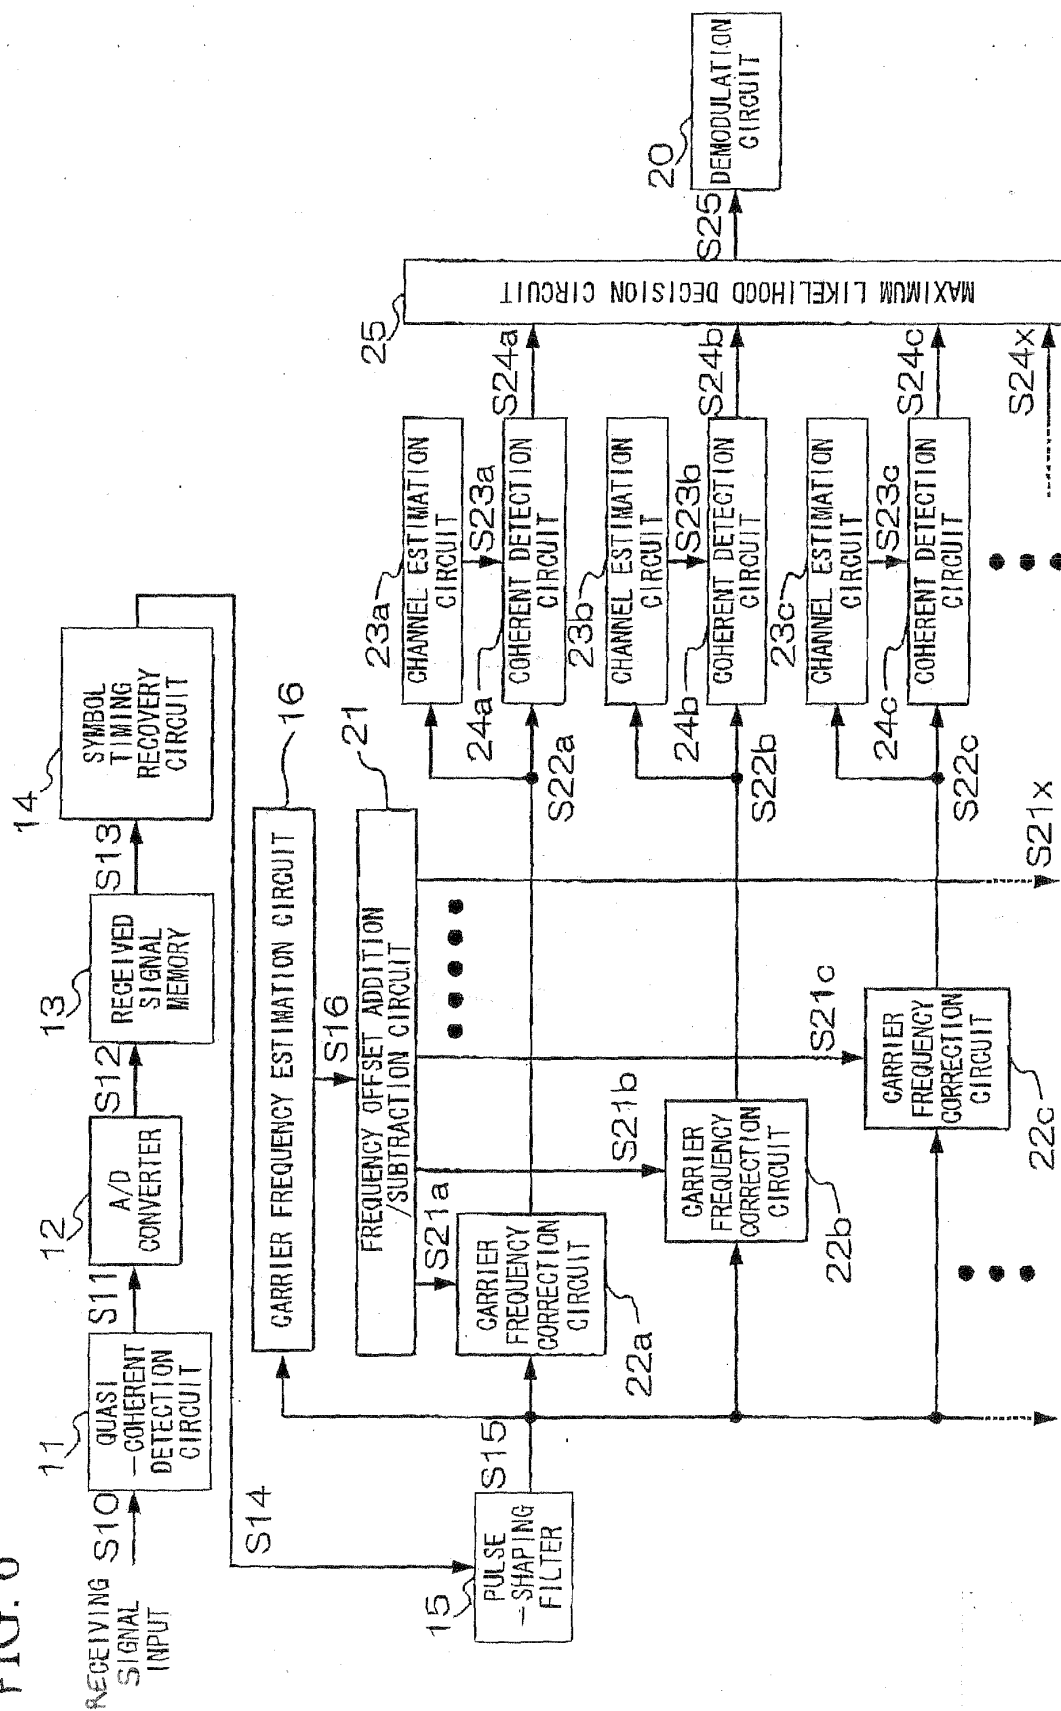 FIG. 6
RECEIVING
SIGNAL
INPUT
S10
11
QUASI
-COHERENT
DETECTION
CIRCUIT
S11
12
A/D
CONVERTER
S12
13
RECEIVED
SIGNAL
MEMORY
S13
14
SYMBOL
TIMING
RECOVERY
CIRCUIT
S14
15
PULSE
-SHAPING
FILTER
S15
16
CARRIER FREQUENCY ESTIMATION CIRCUIT
S16
21
FREQUENCY OFFSET ADDITION
/SUBTRACTION CIRCUIT
S21a
CARRIER
FREQUENCY
CORRECTION
CIRCUIT
22a
S21b
CARRIER
FREQUENCY
CORRECTION
CIRCUIT
22b
S21c
CARRIER
FREQUENCY
CORRECTION
CIRCUIT
22c
S21x
S22a
23a
CHANNEL ESTIMATION
CIRCUIT
S23a
24a
COHERENT DETECTION
CIRCUIT
S24a
S22b
23b
CHANNEL ESTIMATION
CIRCUIT
S23b
24b
COHERENT DETECTION
CIRCUIT
S24b
S22c
23c
CHANNEL ESTIMATION
CIRCUIT
S23c
24c
COHERENT DETECTION
CIRCUIT
S24c
S24x
25
MAXIMUM LIKELIHOOD DECISION CIRCUIT
S25
20
DEMODULATION
CIRCUIT